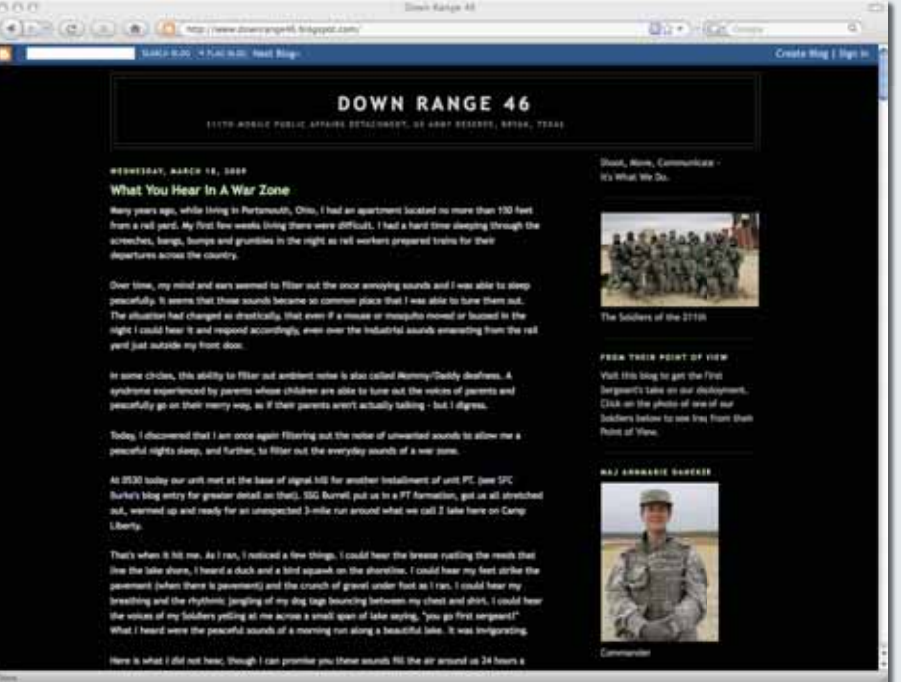 Down Range 46
http://www.downrange46.blogspot.com/
Google
SEARCH BLOG FLAG BLOG Next Blog»
Create Blog | Sign In
DOWN RANGE 46
MOBILE PUBLIC AFFAIRS DETACHMENT, US ARMY RESERVE, BRYAN, TEXAS
WEDNESDAY, MARCH 18, 2009
What You Hear In A War Zone
Many years ago, while living in Portsmouth, Ohio, I had an apartment located no more than 100 feet
from a rail yard. My first few weeks living there were difficult. I had a hard time sleeping through the
screeches, bangs, bumps and grumbles in the night as rail workers prepared trains for their
departures across the country.
Over time, my mind and ears seemed to filter out the once annoying sounds and I was able to sleep
peacefully. It seems that those sounds became so common place that I was able to tune them out.
The situation had changed so drastically, that even if a mouse or mosquito moved or buzzed in the
night I could hear it and respond accordingly, even over the industrial sounds emanating from the rail
yard just outside my front door.
In some circles, this ability to filter out ambient noise is also called Mommy/Daddy deafness. A
syndrome experienced by parents whose children are able to tune out the voices of parents and
peacefully go on their merry way, as if their parents aren't actually talking - but I digress.
Today, I discovered that I am once again filtering out the noise of unwanted sounds to allow me a
peaceful nights sleep, and further, to filter out the everyday sounds of a war zone.
At 0530 today our unit met at the base of signal hill for another installment of unit PT. (see SFC
Burke's blog entry for greater detail on that). SSG Burrell put us in a PT formation, got us all stretched
out, warmed up and ready for an unexpected 3-mile run around what we call Z lake here on Camp
Liberty.
That's when it hit me. As I ran, I noticed a few things. I could hear the breeze rustling the reeds that
line the lake shore, I heard a duck and a bird squawk on the shoreline. I could hear my feet strike the
pavement (when there is pavement) and the crunch of gravel under foot as I ran. I could hear my
breathing and the rhythmic jangling of my dog tags bouncing between my chest and shirt. I could hear
the voices of my Soldiers yelling at me across a small span of lake saying, "you go first sergeant!"
What I heard were the peaceful sounds of a morning run along a beautiful lake. It was invigorating.
Here is what I did not hear, though I can promise you these sounds fill the air around us 24 hours a
Shoot, Move, Communicate -
It's What We Do.
The Soldiers of the 211th
FROM THEIR POINT OF VIEW
Visit this blog to get the First
Sergeant's take on our deployment.
Click on the photo of one of our
Soldiers below to see Iraq from their
Point of View.
MAJ ANNMARIE DANEKER
Commander